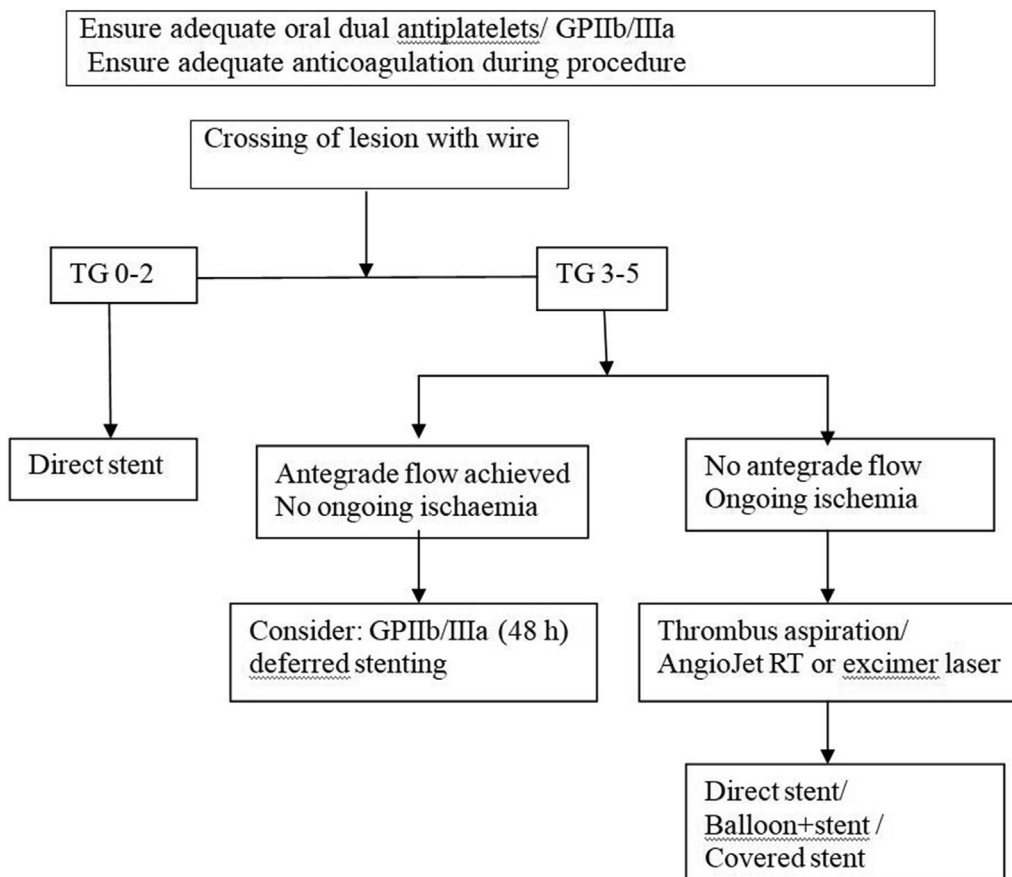 Ensure adequate oral dual antiplatelets/ GPIIb/IIIa
Ensure adequate anticoagulation during procedure
Crossing of lesion with wire
TG 0-2
TG 3-5
Direct stent
Antegrade flow achieved
No ongoing ischaemia
No antegrade flow
Ongoing ischemia
Consider: GPIIb/IIIa (48 h)
deferred stenting
Thrombus aspiration/
AngioJet RT or excimer laser
Direct stent/
Balloon+stent /
Covered stent